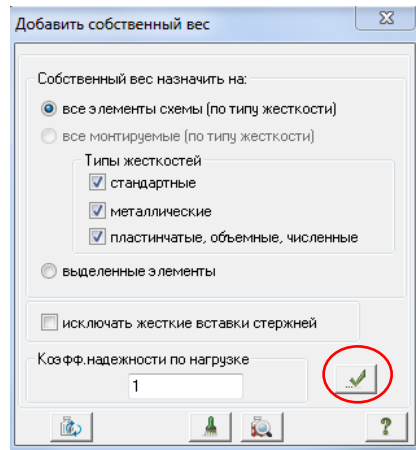 Добавить собственный вес
Собственный вес назначить на:
все элементы схемы (по типу жесткости)
все монтируемые (по типу жесткости)
Типы жесткостей
стандартные
металлические
пластинчатые, объемные, численные
выделенные элементы
исключать жесткие вставки стержней
Коэфф.надежности по нагрузке
1
?